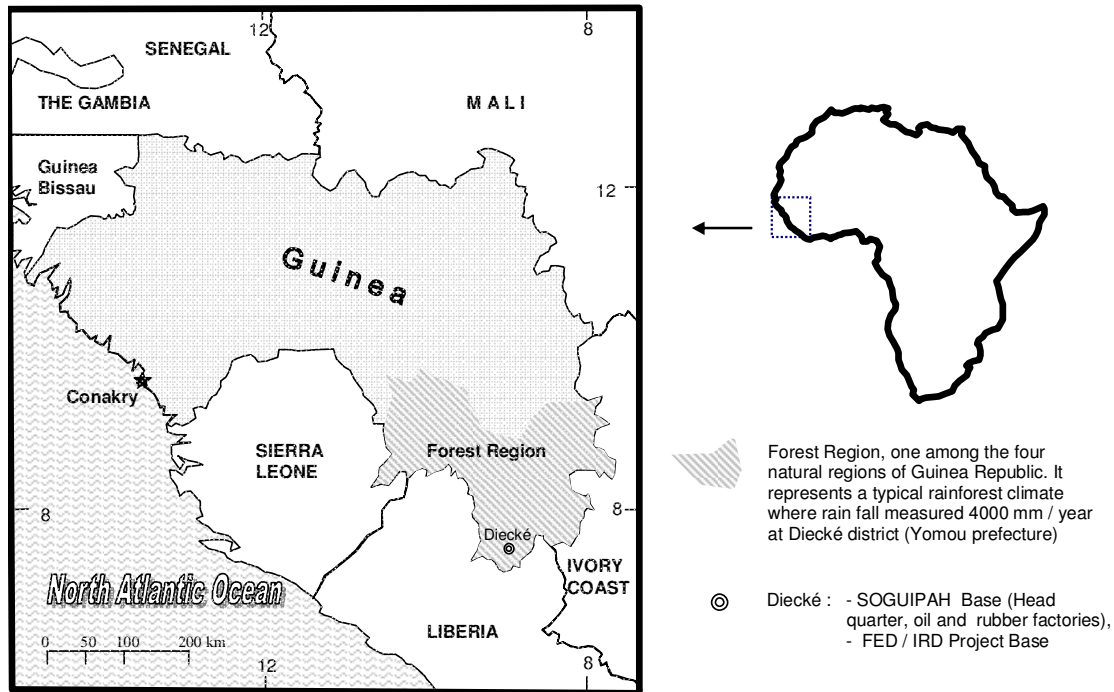 12
8
SENEGAL
THE GAMBIA
MALI
Guinea
Bissau
12
Guinea
Conakry
SIERRA
LEONE
Forest Region
8
8
Diecké
IVORY
COAST
North Atlantic Ocean
LIBERIA
0 50 100 200 km
12
8
Forest Region, one among the four
natural regions of Guinea Republic. It
represents a typical rainforest climate
where rain fall measured 4000 mm / year
at Diecké district (Yomou prefecture)
Diecké : - SOGUIPAH Base (Head
quarter, oil and rubber factories),
- FED / IRD Project Base